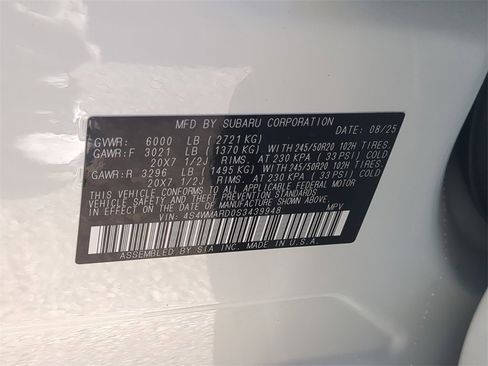 MFD BY SUBARU CORPORATION
DATE: 08/25
GVWR: 6000 LB (2721 KG)
GAWR:F 3021 LB (1370 KG) WITH 245/50R20 102H TIRES.
20X7 1/2J RIMS. AT 230 KPA (33 PSI) COLD.
GAWR:R 3296 LB (1495 KG) WITH 245/50R20 102H TIRES.
20X7 1/2J RIMS. AT 230 KPA (33 PSI) COLD.
THIS VEHICLE CONFORMS TO ALL APPLICABLE FEDERAL MOTOR
VEHICLE SAFETY, BUMPER, AND THEFT PREVENTION
STANDARDS IN EFFECT ON THE DATE OF MANUFACTURE SHOWN ABOVE.
VIN: 4S4WMARD0S3439948 MPV
ASSEMBLED BY SIA INC. MADE IN U.S.A.